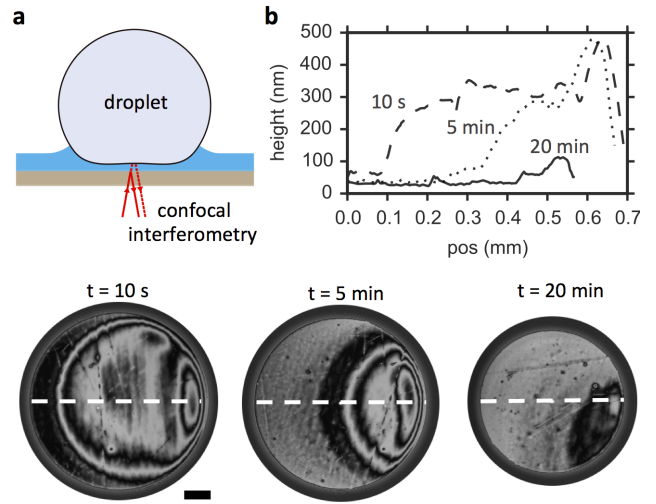 a
droplet
confocal
interferometry
b
height (nm)
500
400
300
200
100
0
10 s
5 min
20 min
0.0 0.1 0.2 0.3 0.4 0.5 0.6 0.7
pos (mm)
t = 10 s
t = 5 min
t = 20 min